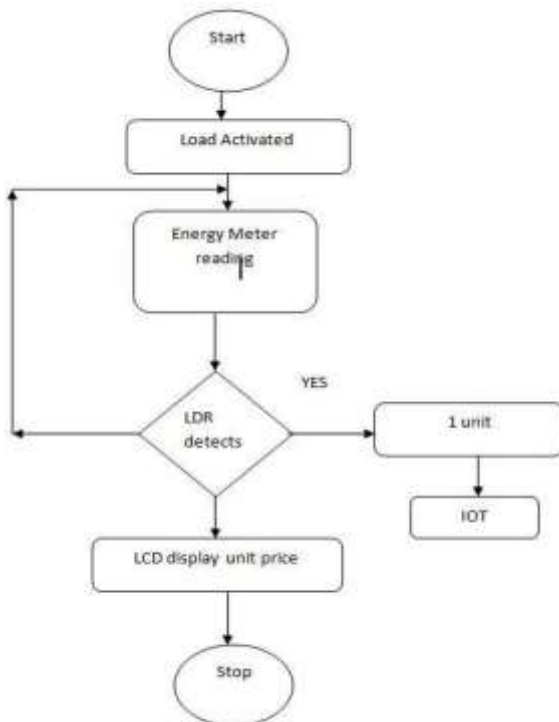 Start
Load Activated
Energy Meter
reading
YES
LDR
detects
1 unit
IOT
LCD display unit price
Stop